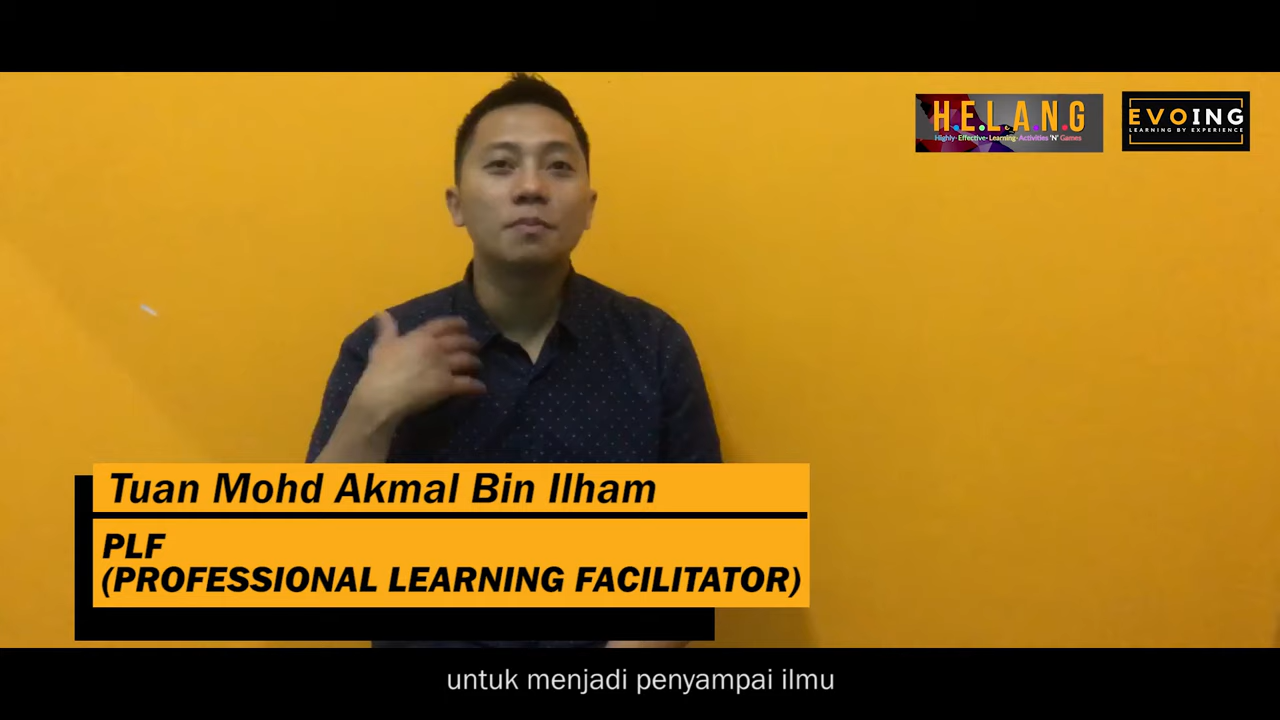 H.E.L.A.N.G
Highly- Effective- Learning- Activities 'N' Games
EVOING
LEARNING BY EXPERIENCE
Tuan Mohd Akmal Bin Ilham
PLF
(PROFESSIONAL LEARNING FACILITATOR)
untuk menjadi penyampai ilmu